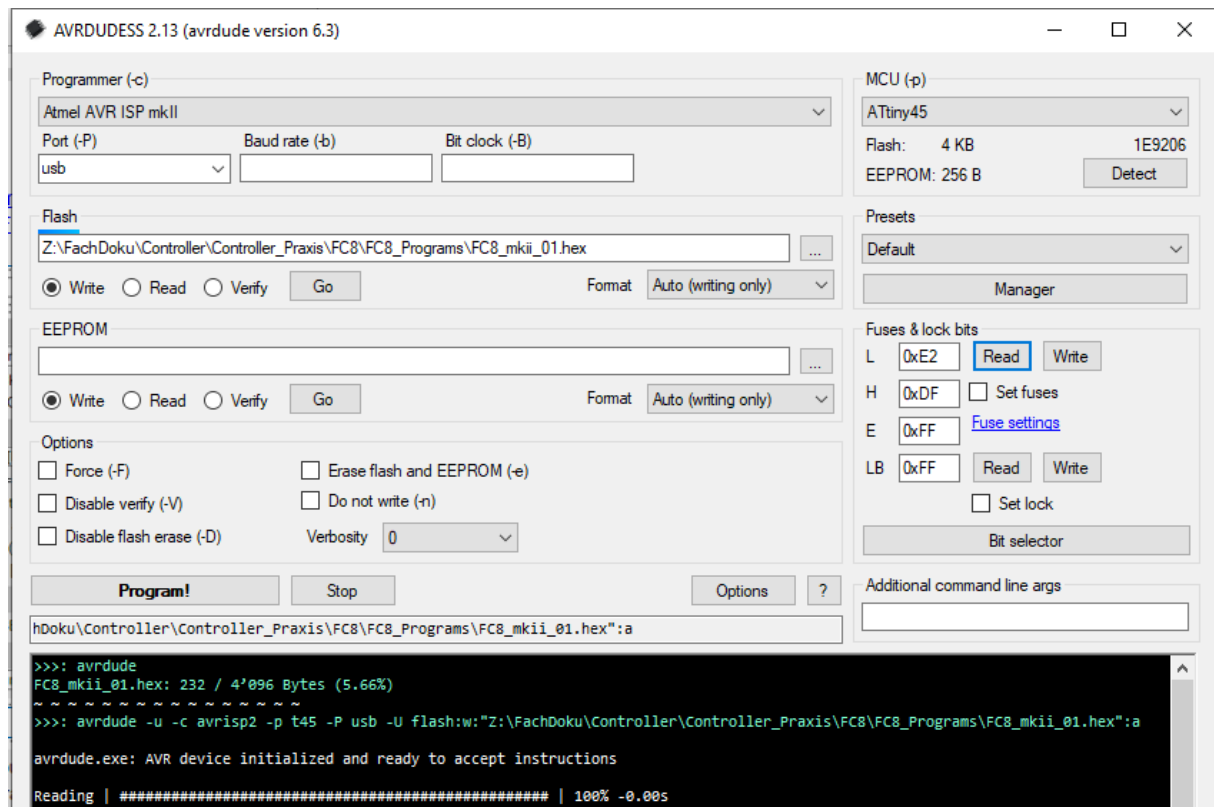 AVRDUDESS 2.13 (avrdude version 6.3)
Programmer (-c)
Atmel AVR ISP mkII
Port (-P) Baud rate (-b) Bit clock (-B)
usb
MCU (-p)
ATtiny45
Flash: 4 KB 1E9206
EEPROM: 256 B Detect
Flash
Z:\FachDoku\Controller\Controller_Praxis\FC8\FC8_Programs\FC8_mkii_01.hex ...
Write Read Verify Go Format Auto (writing only)
Presets
Default
Manager
EEPROM
...
Write Read Verify Go Format Auto (writing only)
Fuses & lock bits
L 0xE2 Read Write
H 0xDF Set fuses
E 0xFF Fuse settings
LB 0xFF Read Write
Set lock
Bit selector
Options
Force (-F) Erase flash and EEPROM (-e)
Disable verify (-V) Do not write (-n)
Disable flash erase (-D) Verbosity 0
Program! Stop Options ?
Additional command line args
hDoku\Controller\Controller_Praxis\FC8\FC8_Programs\FC8_mkii_01.hex":a
>>>: avrdude
FC8_mkii_01.hex: 232 / 4’096 Bytes (5.66%)
~ ~ ~ ~ ~ ~ ~ ~ ~ ~ ~ ~ ~ ~ ~ ~
>>>: avrdude -u -c avrisp2 -p t45 -P usb -U flash:w:"Z:\FachDoku\Controller\Controller_Praxis\FC8\FC8_Programs\FC8_mkii_01.hex":a
avrdude.exe: AVR device initialized and ready to accept instructions
Reading | ################################################## | 100% -0.00s